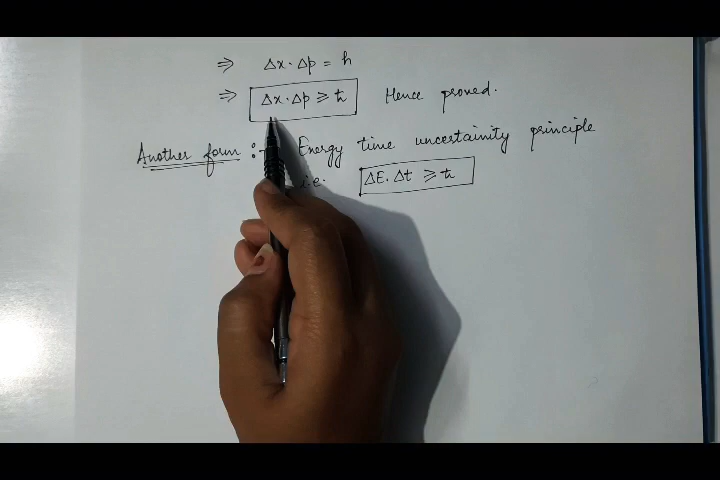 ⇒ Δx·Δp = h
⇒ Δx·Δp ⩾ ħ Hence proved.
Another form : Energy time uncertainity principle
i.e. ΔE·Δt ⩾ ħ